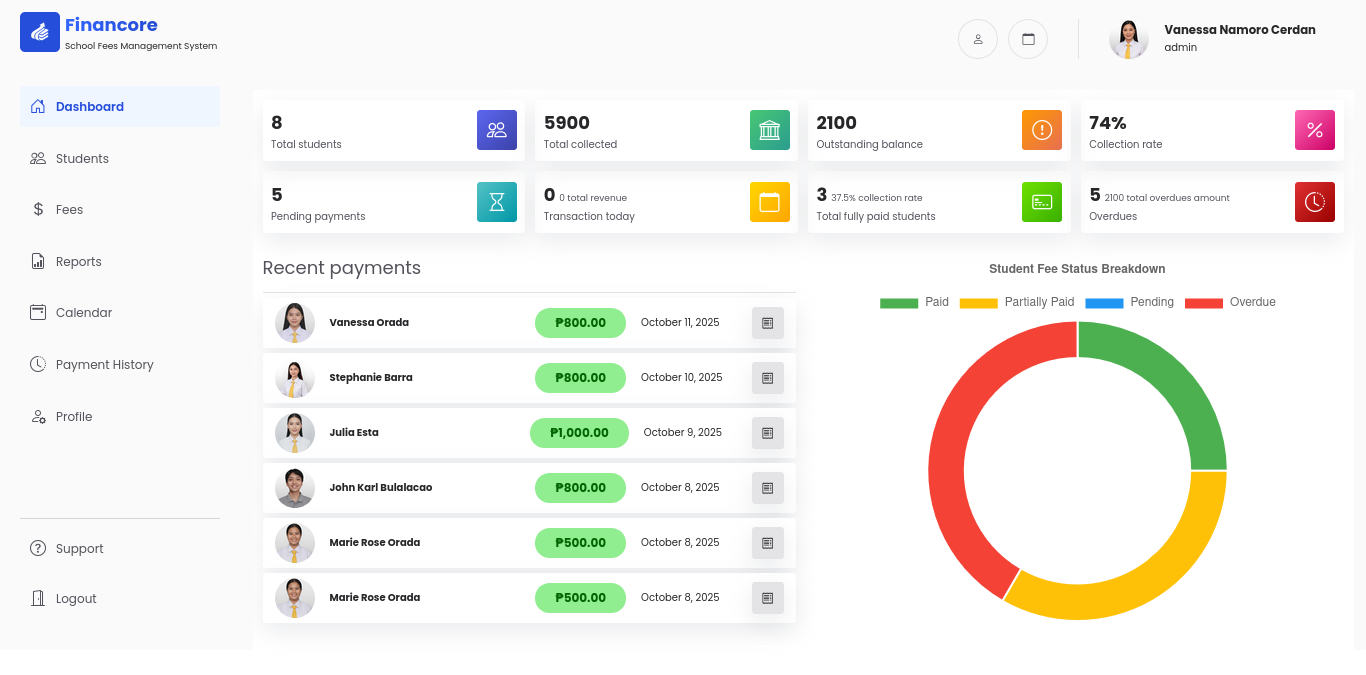 Financore
School Fees Management System
Vanessa Namoro Cerdan
admin
Dashboard
Students
Fees
Reports
Calendar
Payment History
Profile
Support
Logout
8
Total students
5900
Total collected
2100
Outstanding balance
74%
Collection rate
5
Pending payments
0 0 total revenue
Transaction today
3 37.5% collection rate
Total fully paid students
5 2100 total overdues amount
Overdues
Recent payments
Vanessa Orada ₱800.00 October 11, 2025
Stephanie Barra ₱800.00 October 10, 2025
Julia Esta ₱1,000.00 October 9, 2025
John Karl Bulalacao ₱800.00 October 8, 2025
Marie Rose Orada ₱500.00 October 8, 2025
Marie Rose Orada ₱500.00 October 8, 2025
Student Fee Status Breakdown
Paid Partially Paid Pending Overdue